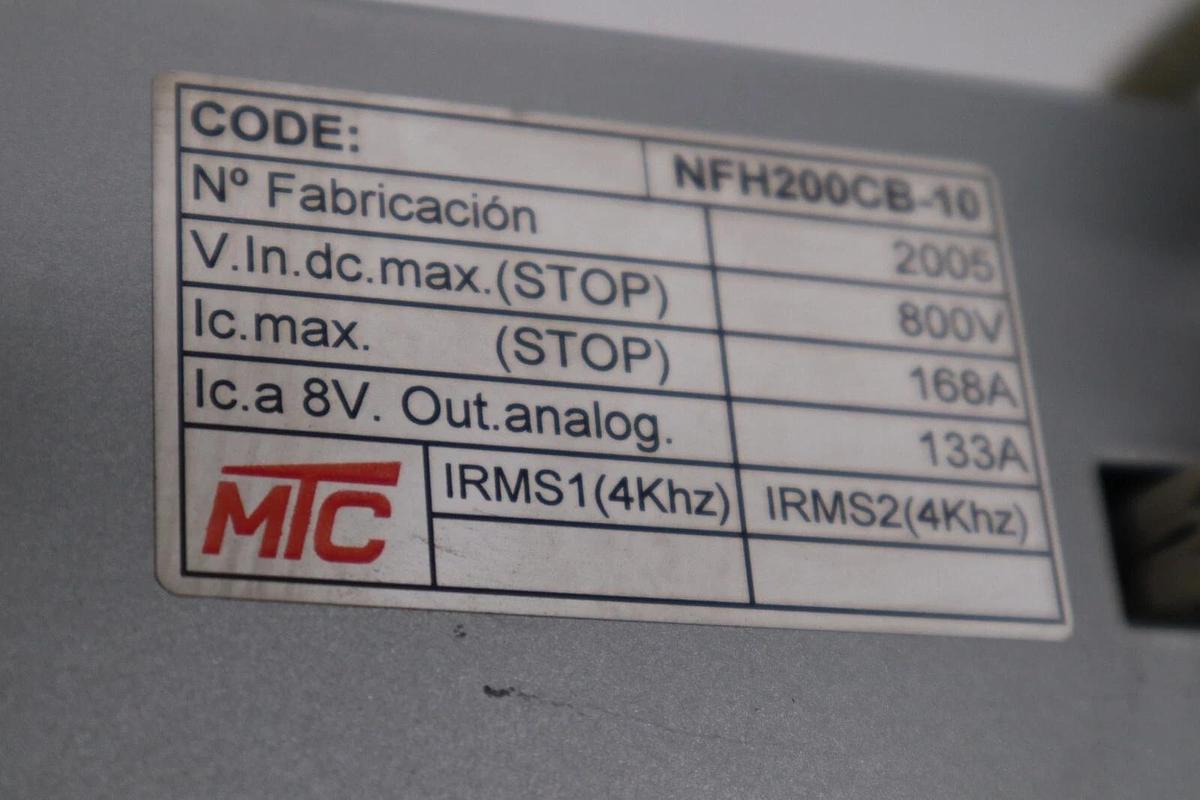 CODE: NFH200CB-10
Nº Fabricación 2005
V.In.dc.max.(STOP) 800V
Ic.max. (STOP) 168A
Ic.a 8V. Out.analog. 133A
MTC IRMS1(4Khz) IRMS2(4Khz)